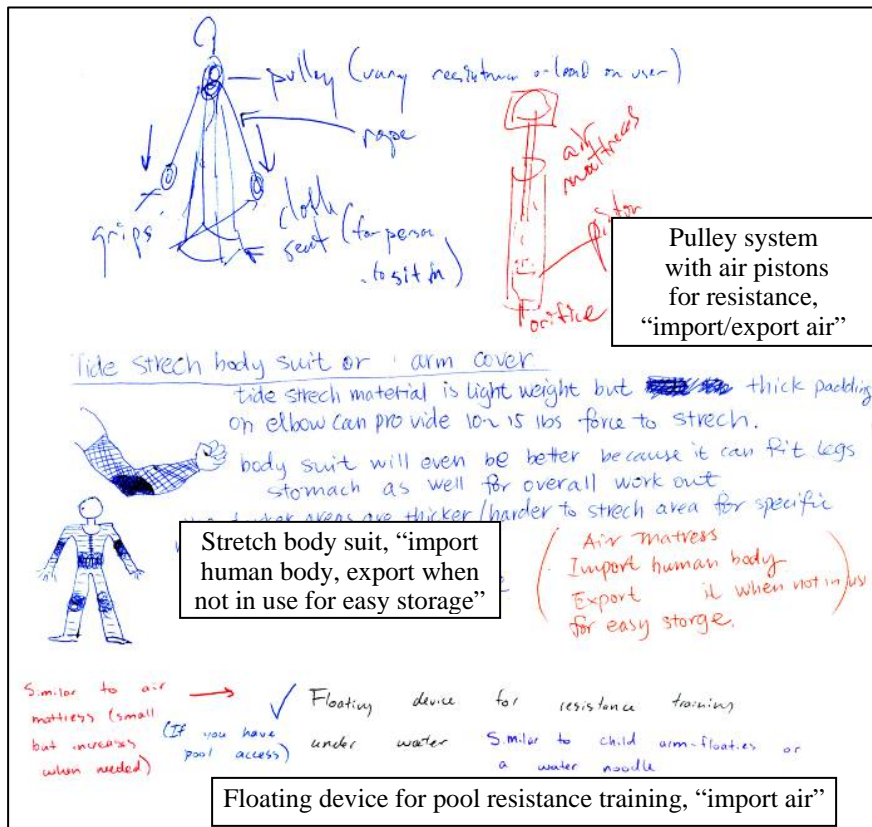 pulley (vary resistance or load on user)
rope
grips
cloth
seat (for person
to sit in)
air
mattress
piston
orifice
Pulley system
with air pistons
for resistance,
“import/export air”
Tide strech body suit or arm cover
tide strech material is light weight but thick padding
on elbow can provide 10~15 lbs force to strech.
body suit will even be better because it can fit legs
stomach as well for overall work out
areas are thicker/harder to strech area for specific
Stretch body suit, “import
human body, export when
not in use for easy storage”
Air matress
Import human body
Export it when not in us
for easy storge.
Similar to air
mattress (small
but increases
when needed)
(If you have
pool access)
✓ Floating device for resistance training
under water
Similar to child arm-floaties or
a water noodle
Floating device for pool resistance training, “import air”